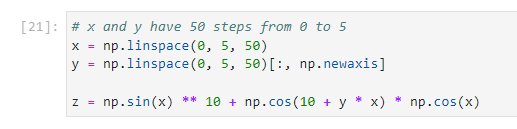 [21]: # x and y have 50 steps from 0 to 5
x = np.linspace(0, 5, 50)
y = np.linspace(0, 5, 50)[:, np.newaxis]
z = np.sin(x) ** 10 + np.cos(10 + y * x) * np.cos(x)